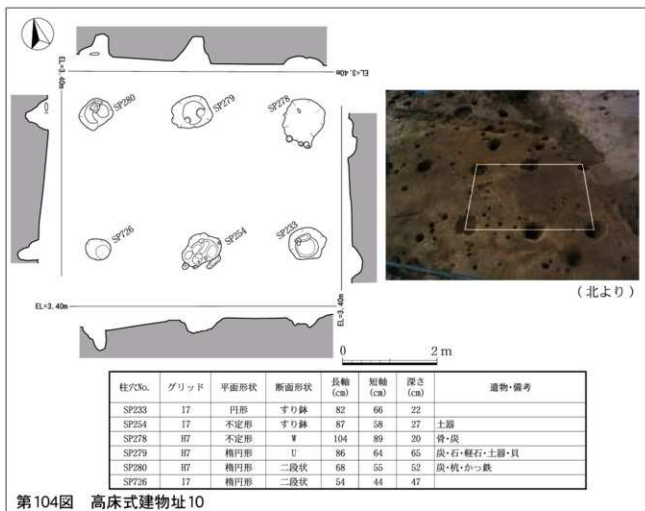 EL=3.40m
EL=3.40m
SP280
SP279
SP278
SP726
SP254
SP233
EL=3.40m
EL=3.40m
(北より)
0 2 m
柱穴No. グリッド 平面形状 断面形状 長軸(cm) 短軸(cm) 深さ(cm) 遺物・備考
SP233 I7 円形 すり鉢 82 66 22
SP254 I7 不定形 すり鉢 87 58 27 土器
SP278 H7 不定形 W 104 89 20 骨・炭
SP279 H7 楕円形 U 86 64 65 炭・石・軽石・土器・貝
SP280 H7 楕円形 二段状 68 55 52 炭・杭・かっ鉄
SP726 I7 楕円形 二段状 54 44 47
第104図 高床式建物址10